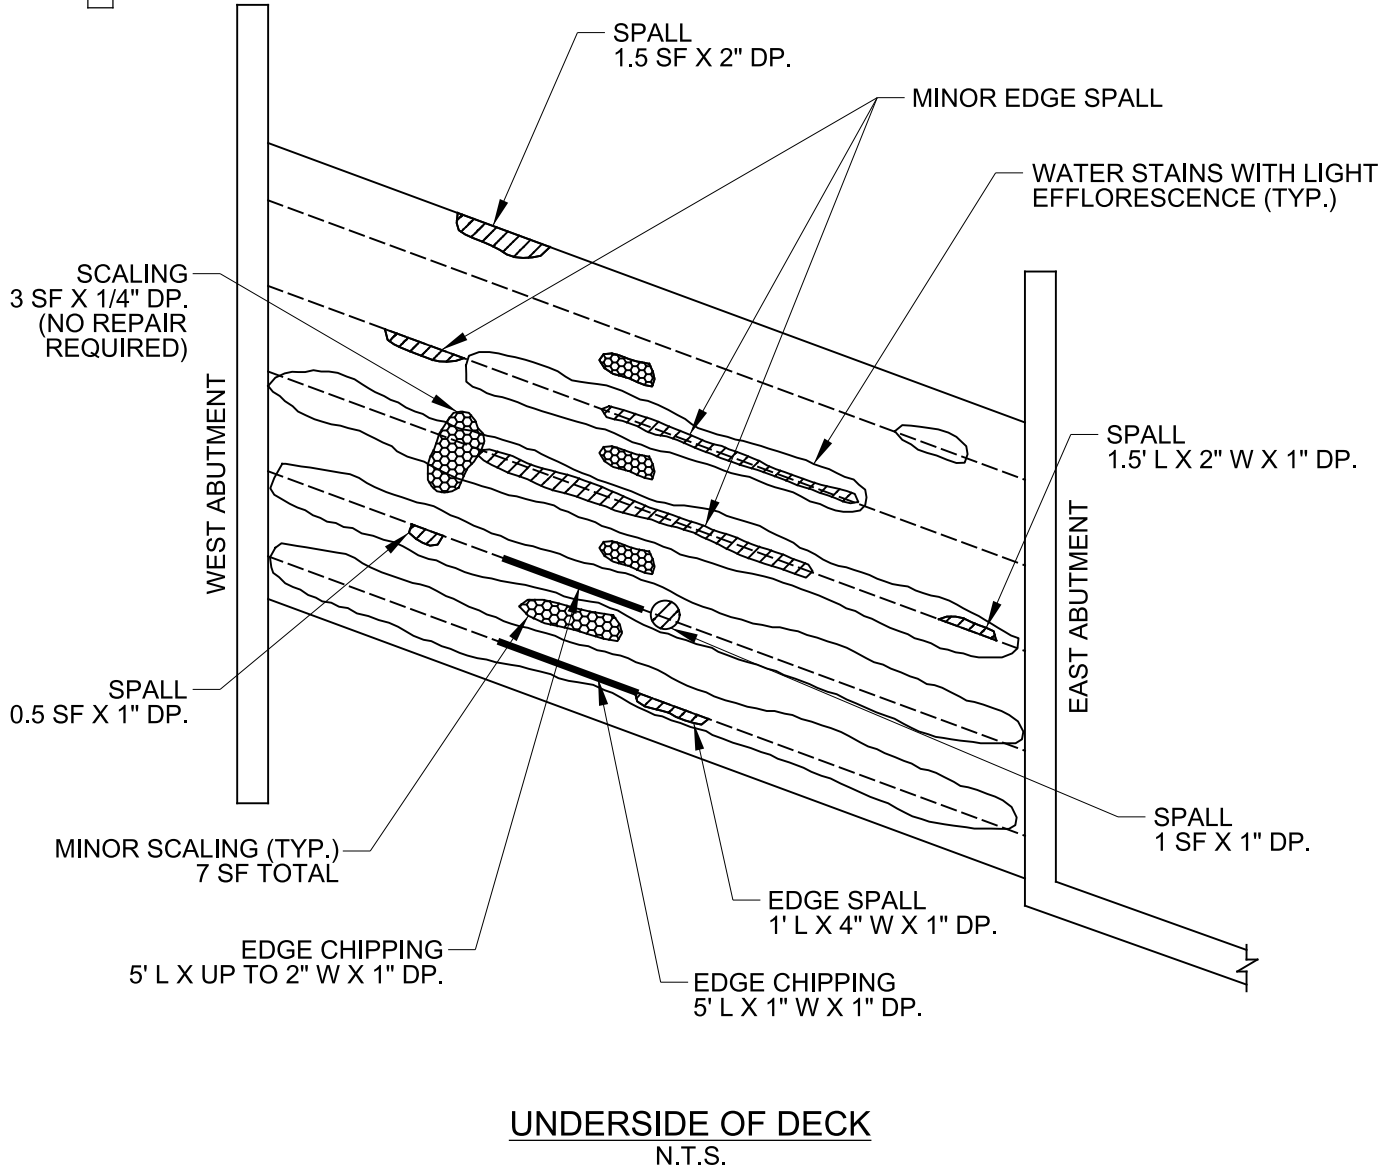 SPALL
1.5 SF X 2" DP.
MINOR EDGE SPALL
WATER STAINS WITH LIGHT
EFFLORESCENCE (TYP.)
SCALING
3 SF X 1/4" DP.
(NO REPAIR
REQUIRED)
WEST ABUTMENT
SPALL
1.5' L X 2" W X 1" DP.
EAST ABUTMENT
SPALL
0.5 SF X 1" DP.
SPALL
1 SF X 1" DP.
MINOR SCALING (TYP.)
7 SF TOTAL
EDGE SPALL
1' L X 4" W X 1" DP.
EDGE CHIPPING
5' L X UP TO 2" W X 1" DP.
EDGE CHIPPING
5' L X 1" W X 1" DP.
UNDERSIDE OF DECK
N.T.S.